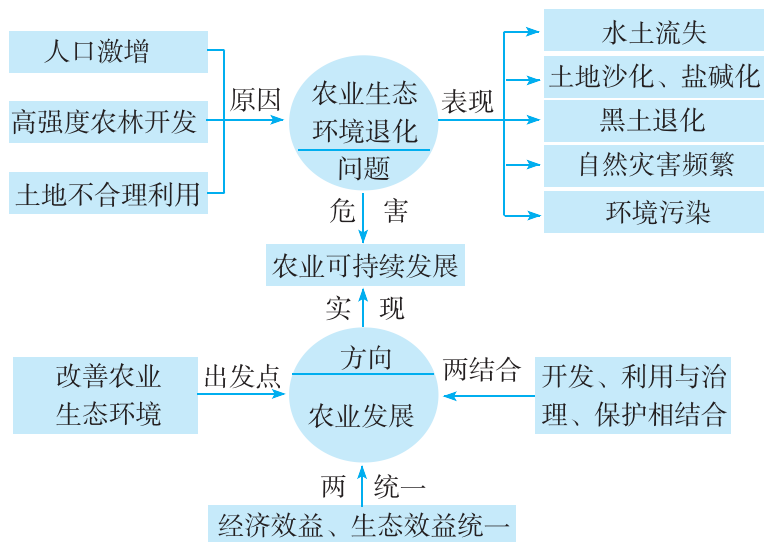 人口激增
高强度农林开发
土地不合理利用
原因
农业生态
环境退化
问题
表现
水土流失
土地沙化、盐碱化
黑土退化
自然灾害频繁
环境污染
危 害
农业可持续发展
实 现
改善农业
生态环境
出发点
方向
农业发展
两结合
开发、利用与治
理、保护相结合
两 统一
经济效益、生态效益统一